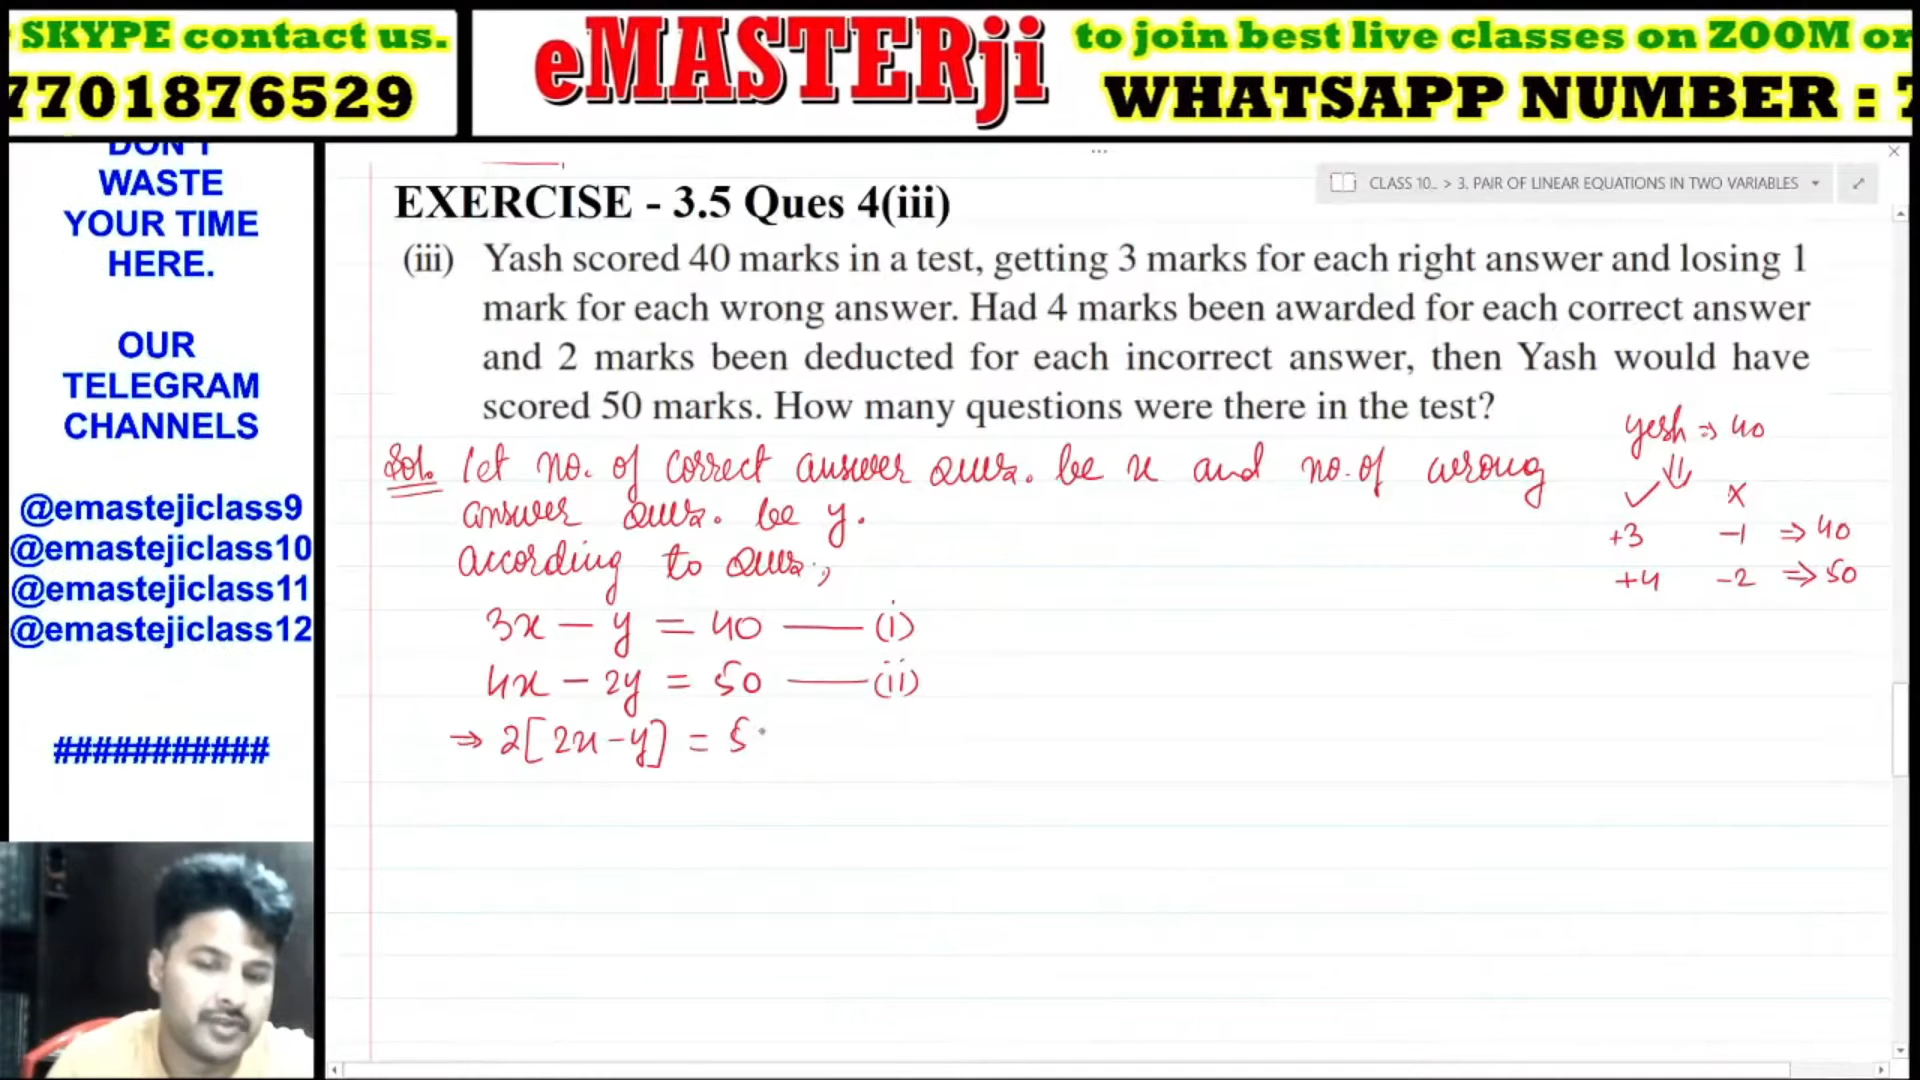 SKYPE contact us.
7701876529
eMASTERji
to join best live classes on ZOOM or
WHATSAPP NUMBER :
DON'T
WASTE
YOUR TIME
HERE.
OUR
TELEGRAM
CHANNELS
@emastejiclass9
@emastejiclass10
@emastejiclass11
@emastejiclass12
###########
CLASS 10.. > 3. PAIR OF LINEAR EQUATIONS IN TWO VARIABLES
EXERCISE - 3.5 Ques 4(iii)
(iii) Yash scored 40 marks in a test, getting 3 marks for each right answer and losing 1
mark for each wrong answer. Had 4 marks been awarded for each correct answer
and 2 marks been deducted for each incorrect answer, then Yash would have
scored 50 marks. How many questions were there in the test?
Sol. Let no. of correct answer ques. be x and no. of wrong
answer ques. be y.
According to ques.,
3x - y = 40 — (i)
4x - 2y = 50 — (ii)
⇒ 2[2x-y] = 5
yesh ⇒ 40
✓ x
+3 -1 ⇒ 40
+4 -2 ⇒ 50